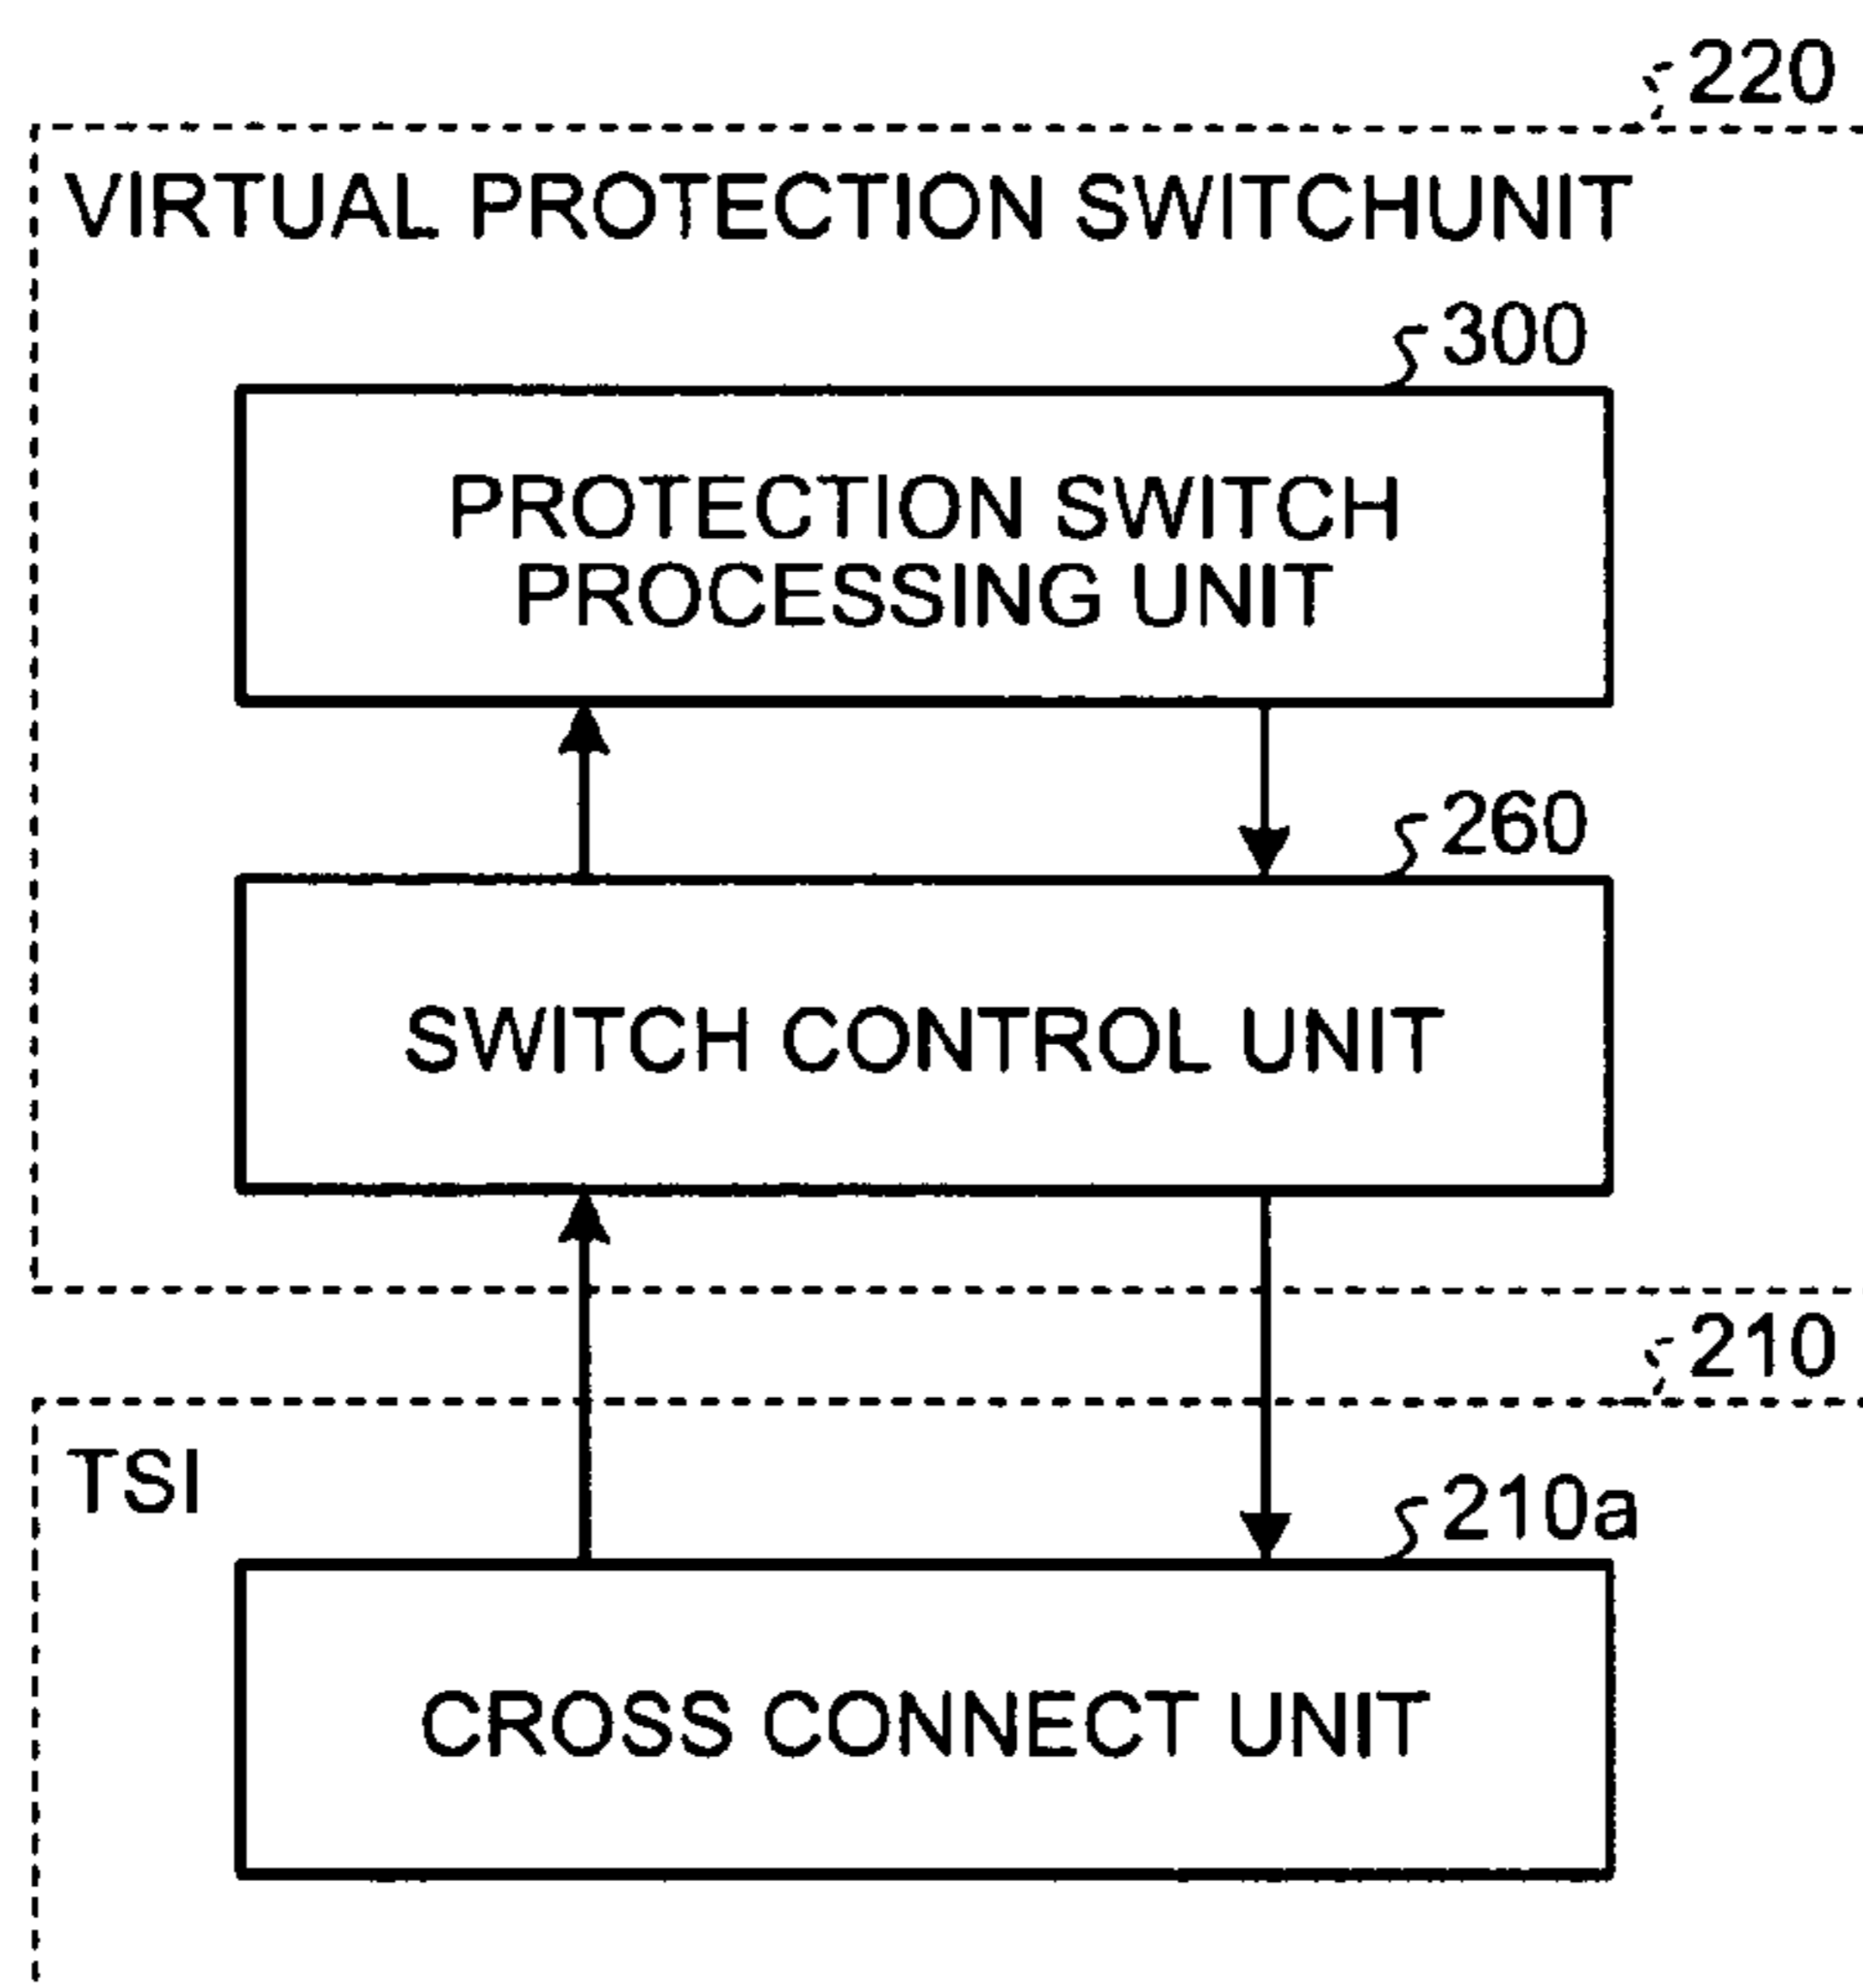 220
VIRTUAL PROTECTION SWITCHUNIT
300
PROTECTION SWITCH
PROCESSING UNIT
260
SWITCH CONTROL UNIT
210
TSI
210a
CROSS CONNECT UNIT